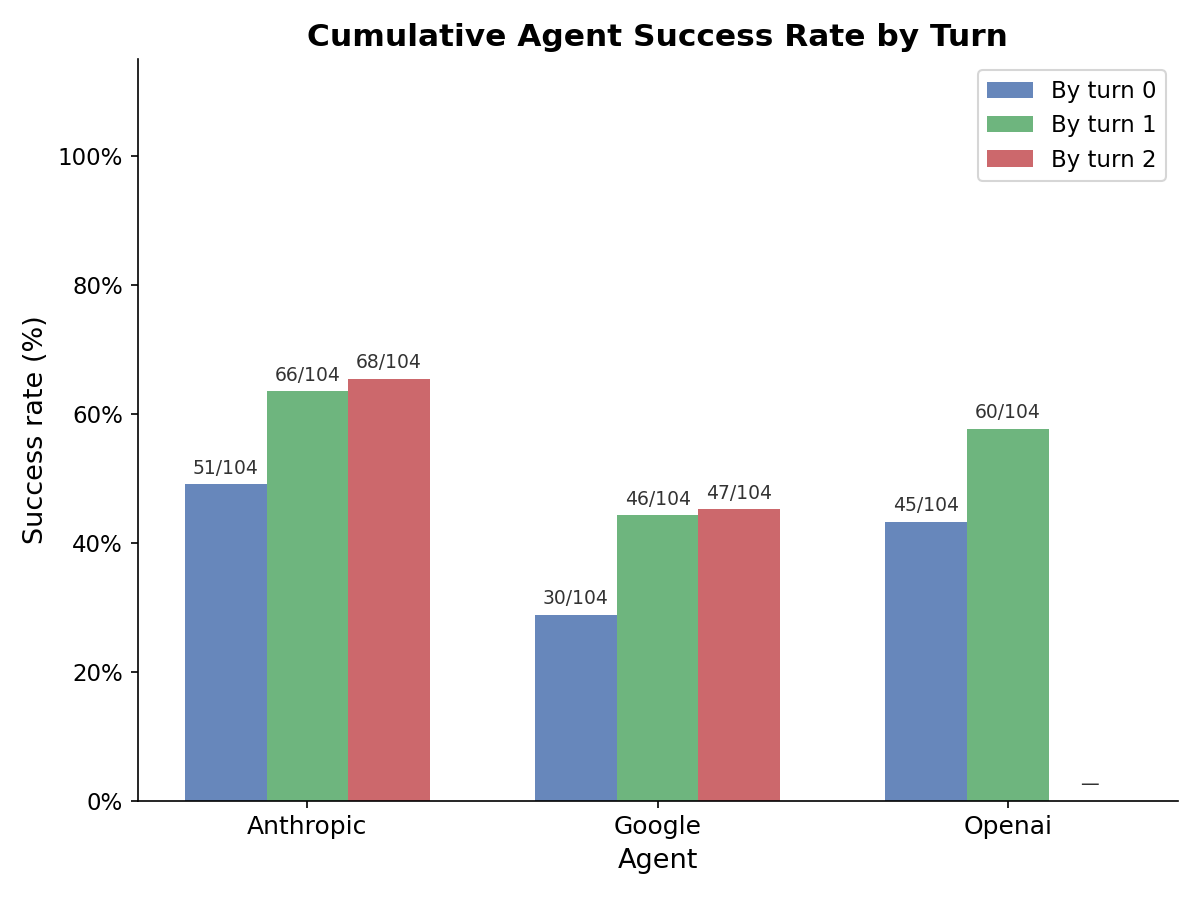 Cumulative Agent Success Rate by Turn
By turn 0
By turn 1
By turn 2
100%
80%
60%
40%
20%
0%
Success rate (%)
51/104
66/104
68/104
30/104
46/104
47/104
45/104
60/104
—
Anthropic
Google
Openai
Agent